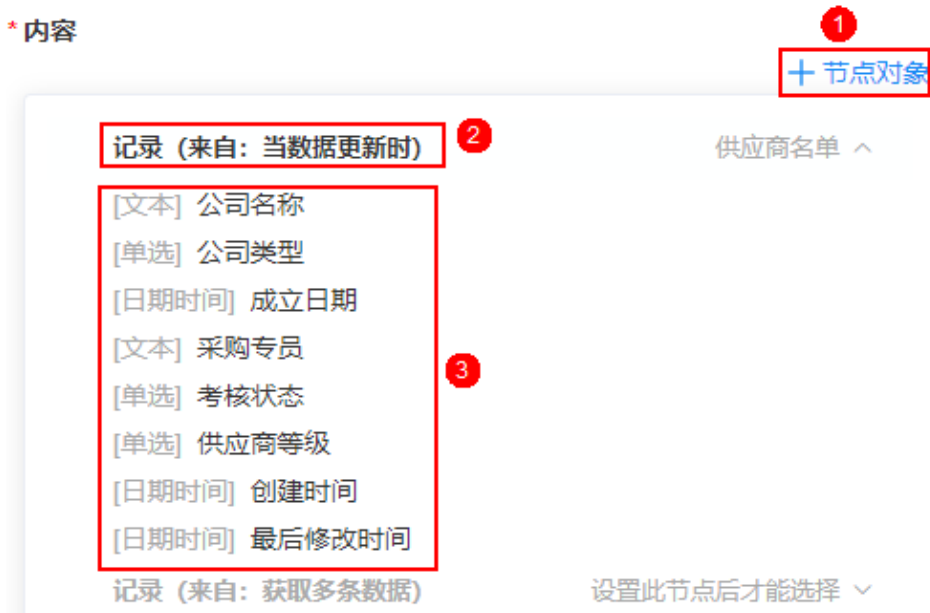 *内容
1
+ 节点对象
记录（来自：当数据更新时） 2 供应商名单
[文本] 公司名称
[单选] 公司类型
[日期时间] 成立日期
[文本] 采购专员
3
[单选] 考核状态
[单选] 供应商等级
[日期时间] 创建时间
[日期时间] 最后修改时间
记录（来自：获取多条数据） 设置此节点后才能选择